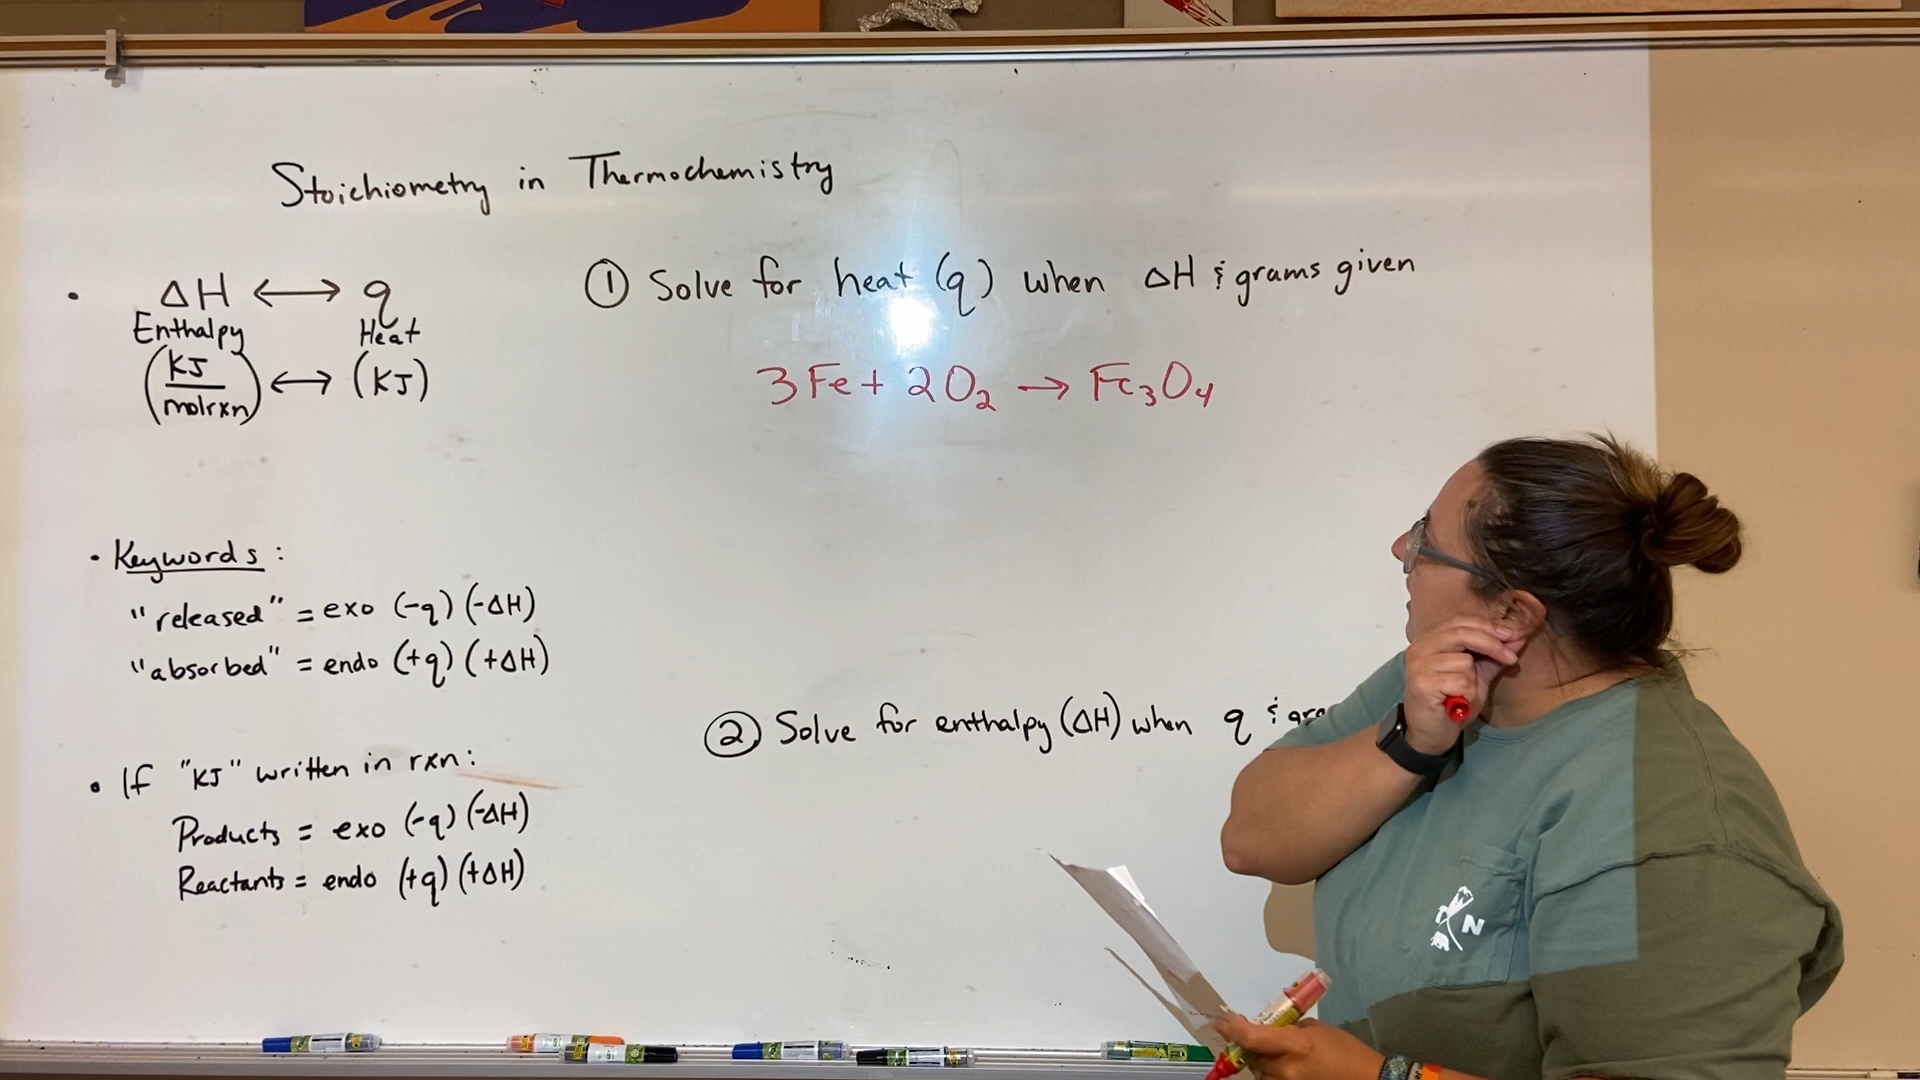 Stoichiometry in Thermochemistry
• ΔH ⟷ q
Enthalpy Heat
(KJ/molrxn) ⟷ (KJ)
• Keywords:
"released" = exo (-q) (-ΔH)
"absorbed" = endo (+q) (+ΔH)
• If "KJ" written in rxn:
Products = exo (-q) (-ΔH)
Reactants = endo (+q) (+ΔH)
① Solve for heat (q) when ΔH & grams given
3Fe + 2O₂ → Fe₃O₄
② Solve for enthalpy (ΔH) when q &
N